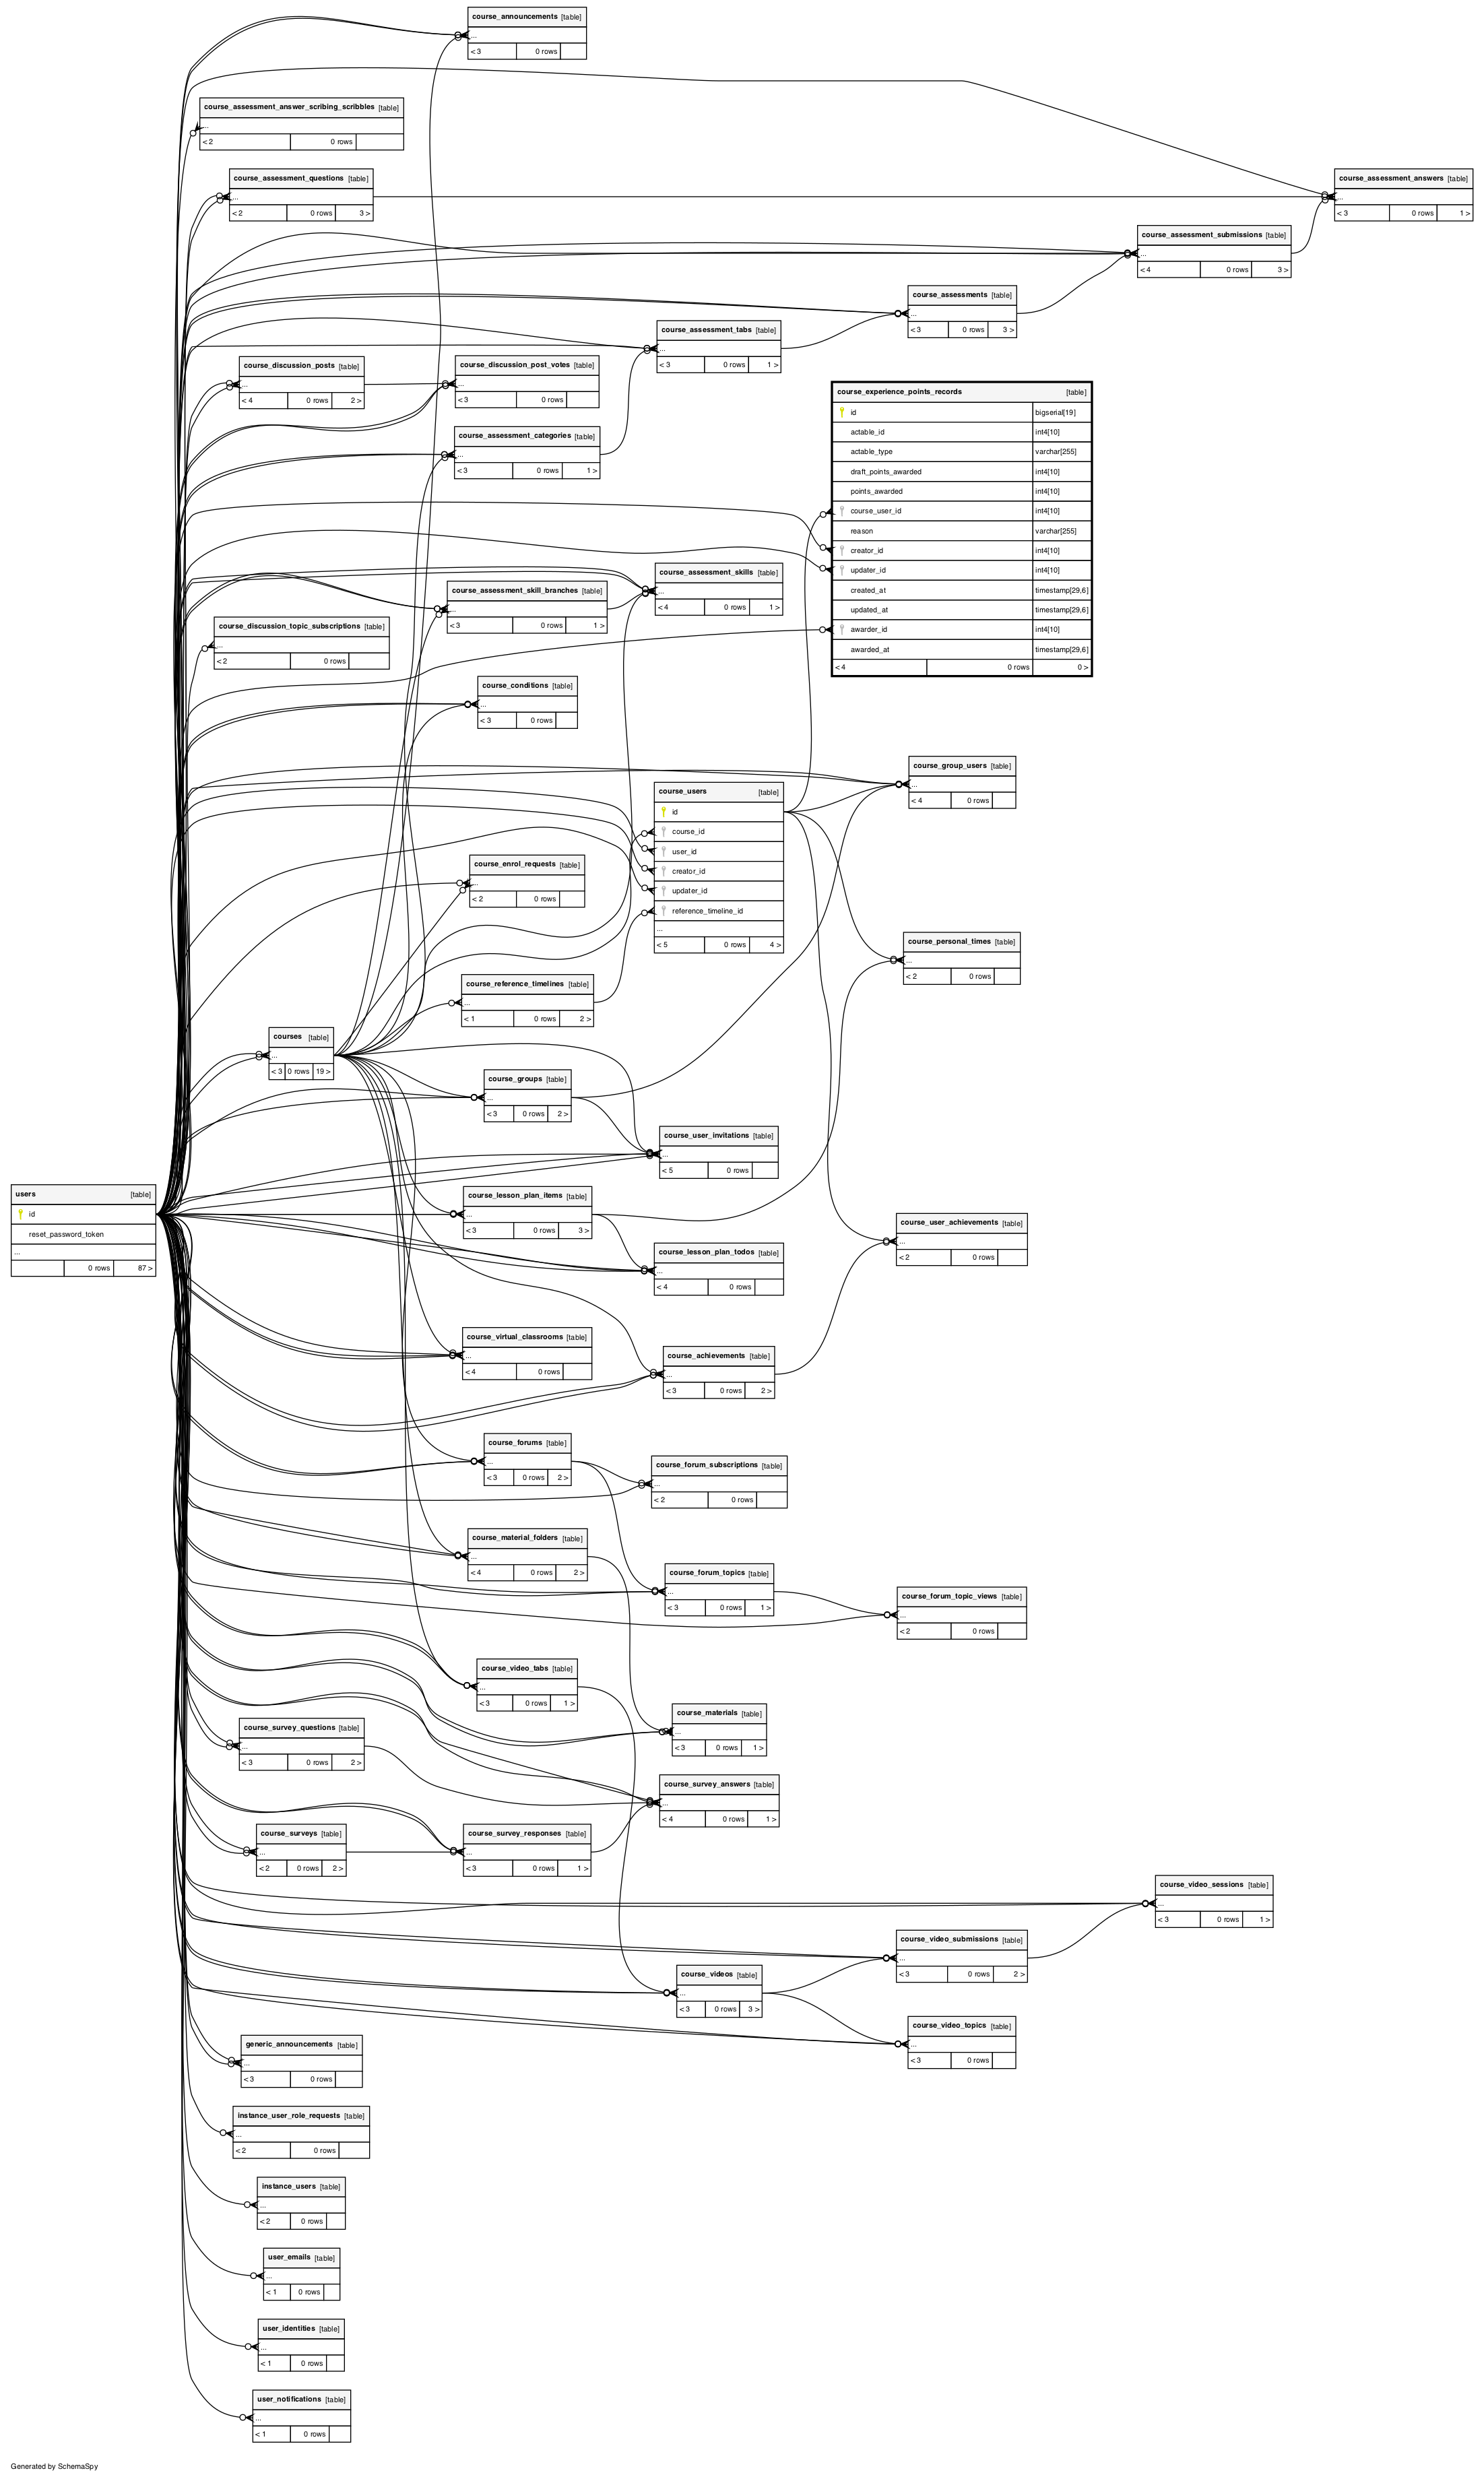 course_announcements [table]
...
< 3 0 rows
course_assessment_answer_scribing_scribbles [table]
...
< 2 0 rows
course_assessment_questions [table]
...
< 2 0 rows 3 >
course_assessment_answers [table]
...
< 3 0 rows 1 >
course_assessment_submissions [table]
...
< 4 0 rows 3 >
course_assessments [table]
...
< 3 0 rows 3 >
course_assessment_tabs [table]
...
< 3 0 rows 1 >
course_discussion_posts [table]
...
< 4 0 rows 2 >
course_discussion_post_votes [table]
...
< 3 0 rows
course_assessment_categories [table]
...
< 3 0 rows 1 >
course_experience_points_records [table]
id bigserial[19]
actable_id int4[10]
actable_type varchar[255]
draft_points_awarded int4[10]
points_awarded int4[10]
course_user_id int4[10]
reason varchar[255]
creator_id int4[10]
updater_id int4[10]
created_at timestamp[29,6]
updated_at timestamp[29,6]
awarder_id int4[10]
awarded_at timestamp[29,6]
< 4 0 rows 0 >
course_assessment_skills [table]
...
< 4 0 rows 1 >
course_assessment_skill_branches [table]
...
< 3 0 rows 1 >
course_discussion_topic_subscriptions [table]
...
< 2 0 rows
course_conditions [table]
...
< 3 0 rows
course_group_users [table]
...
< 4 0 rows
course_users [table]
id
course_id
user_id
creator_id
updater_id
reference_timeline_id
...
< 5 0 rows 4 >
course_enrol_requests [table]
...
< 2 0 rows
course_personal_times [table]
...
< 2 0 rows
course_reference_timelines [table]
...
< 1 0 rows 2 >
courses [table]
...
< 3 0 rows 19 >
course_groups [table]
...
< 3 0 rows 2 >
course_user_invitations [table]
...
< 5 0 rows
users [table]
id
reset_password_token
...
0 rows 87 >
course_lesson_plan_items [table]
...
< 3 0 rows 3 >
course_user_achievements [table]
...
< 2 0 rows
course_lesson_plan_todos [table]
...
< 4 0 rows
course_virtual_classrooms [table]
...
< 4 0 rows
course_achievements [table]
...
< 3 0 rows 2 >
course_forums [table]
...
< 3 0 rows 2 >
course_forum_subscriptions [table]
...
< 2 0 rows
course_material_folders [table]
...
< 4 0 rows 2 >
course_forum_topics [table]
...
< 3 0 rows 1 >
course_forum_topic_views [table]
...
< 2 0 rows
course_video_tabs [table]
...
< 3 0 rows 1 >
course_materials [table]
...
< 3 0 rows 1 >
course_survey_questions [table]
...
< 3 0 rows 2 >
course_survey_answers [table]
...
< 4 0 rows 1 >
course_surveys [table]
...
< 2 0 rows 2 >
course_survey_responses [table]
...
< 3 0 rows 1 >
course_video_sessions [table]
...
< 3 0 rows 1 >
course_video_submissions [table]
...
< 3 0 rows 2 >
course_videos [table]
...
< 3 0 rows 3 >
course_video_topics [table]
...
< 3 0 rows
generic_announcements [table]
...
< 3 0 rows
instance_user_role_requests [table]
...
< 2 0 rows
instance_users [table]
...
< 2 0 rows
user_emails [table]
...
< 1 0 rows
user_identities [table]
...
< 1 0 rows
user_notifications [table]
...
< 1 0 rows
Generated by SchemaSpy